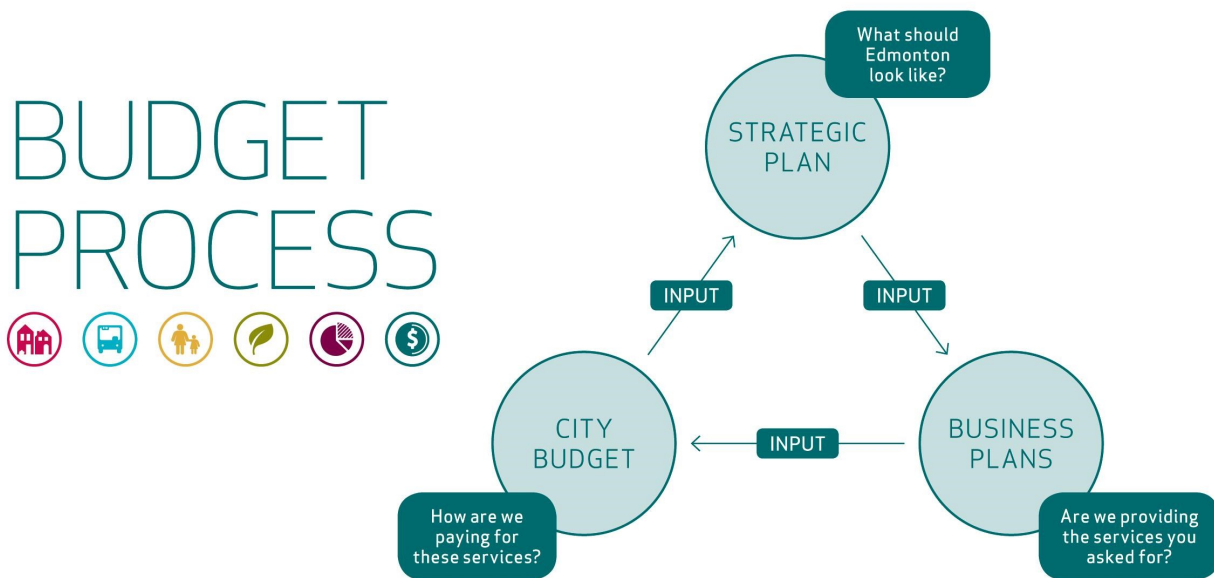 BUDGET
PROCESS
$
What should
Edmonton
look like?
STRATEGIC
PLAN
INPUT
INPUT
CITY
BUDGET
INPUT
BUSINESS
PLANS
How are we
paying for
these services?
Are we providing
the services you
asked for?